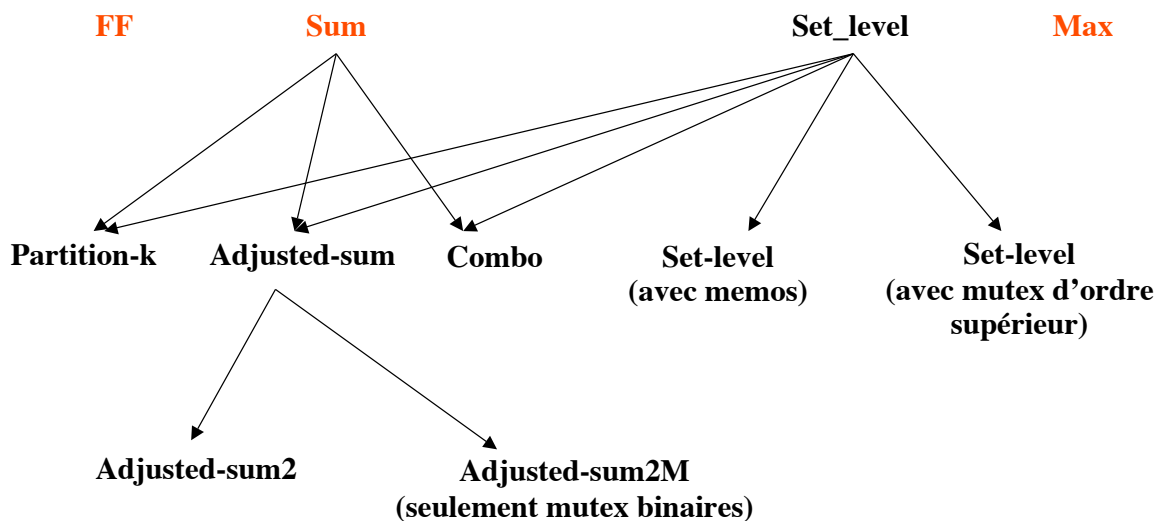 FF Sum Set_level Max
Partition-k Adjusted-sum Combo Set-level Set-level
(avec memos) (avec mutex d’ordre
supérieur)
Adjusted-sum2 Adjusted-sum2M
(seulement mutex binaires)